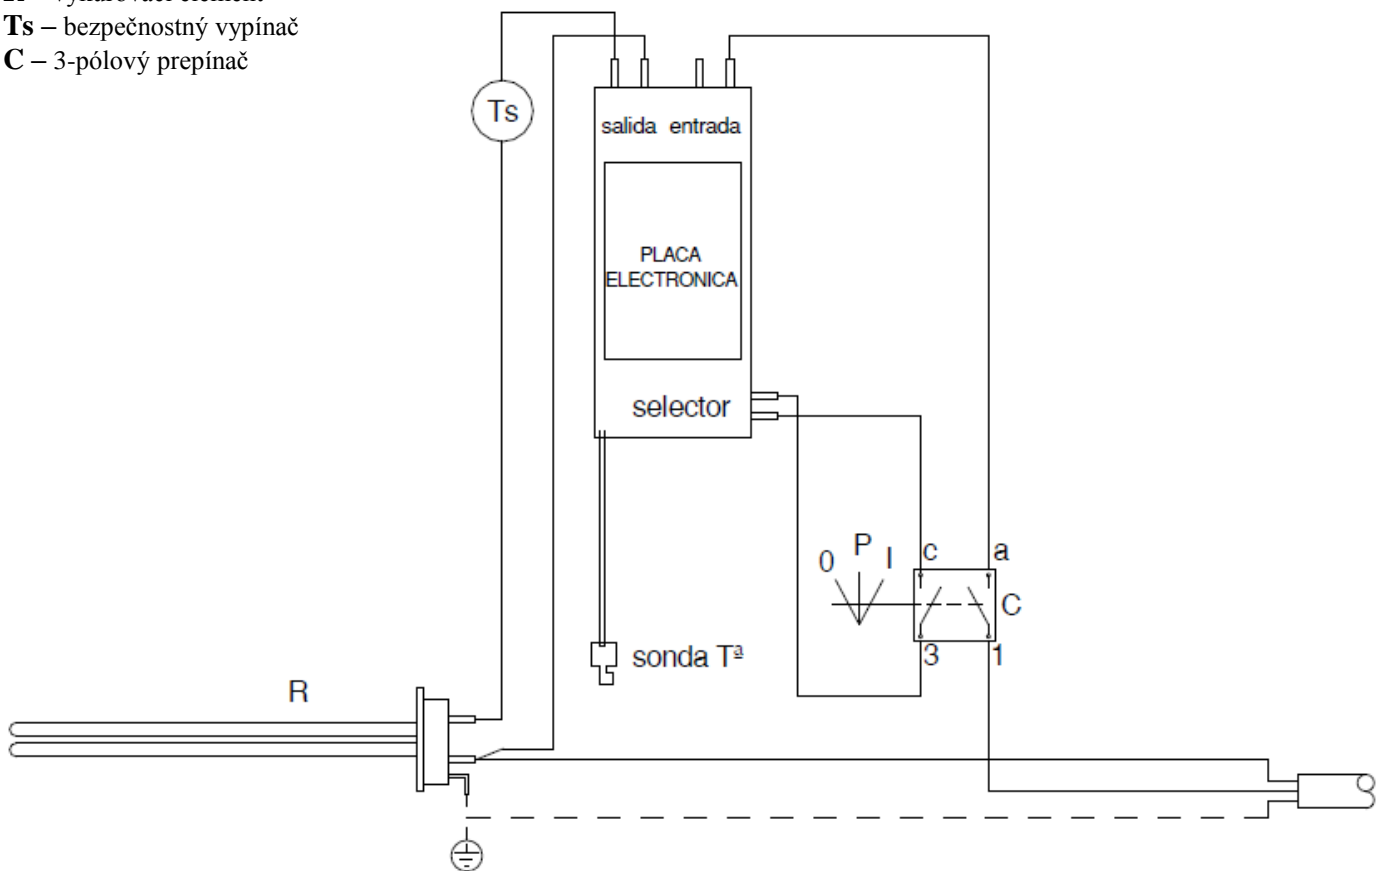 Ts – bezpečnostný vypínač
C – 3-pólový prepínač
Ts
salida entrada
PLACA
ELECTRONICA
selector
0 P I
c a
C
3 1
sonda Tª
R